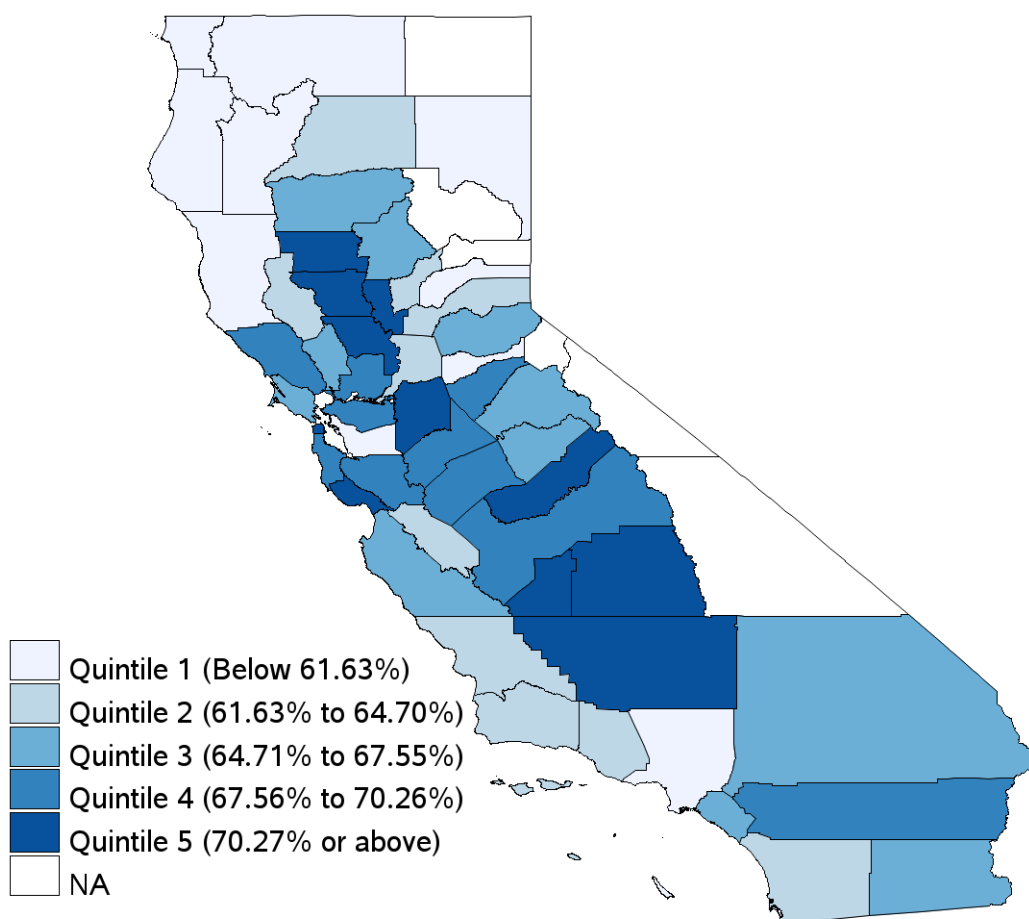 Quintile 1 (Below 61.63%)
Quintile 2 (61.63% to 64.70%)
Quintile 3 (64.71% to 67.55%)
Quintile 4 (67.56% to 70.26%)
Quintile 5 (70.27% or above)
NA